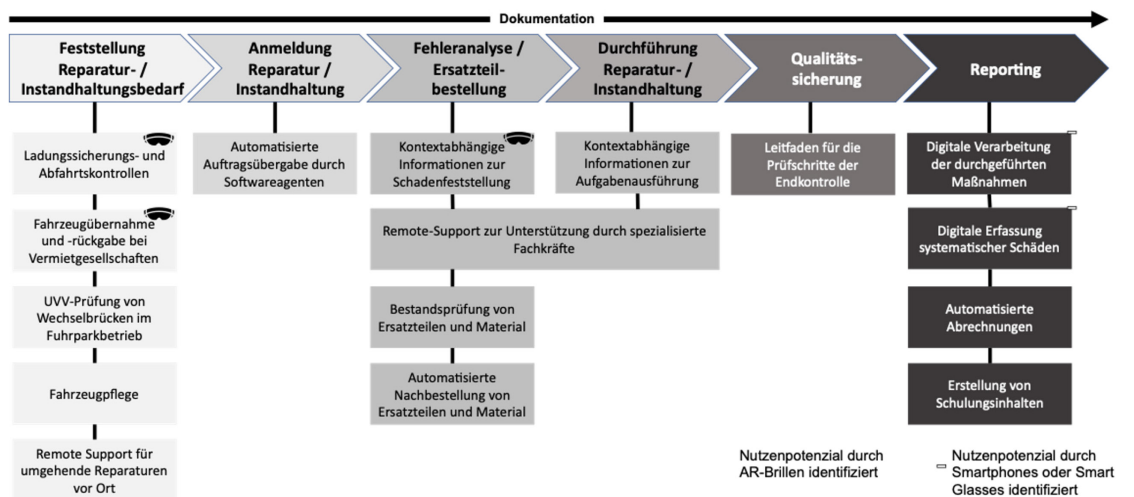 Dokumentation
Feststellung
Reparatur- /
Instandhaltungsbedarf
Anmeldung
Reparatur /
Instandhaltung
Fehleranalyse /
Ersatzteil-
bestellung
Durchführung
Reparatur- /
Instandhaltung
Qualitäts-
sicherung
Reporting
Ladungssicherungs- und
Abfahrtskontrollen
Fahrzeugübernahme
und -rückgabe bei
Vermietgesellschaften
UVV-Prüfung von
Wechselbrücken im
Fuhrparkbetrieb
Fahrzeugpflege
Remote Support für
umgehende Reparaturen
vor Ort
Automatisierte
Auftragsübergabe durch
Softwareagenten
Kontextabhängige
Informationen zur
Schadenfeststellung
Kontextabhängige
Informationen zur
Aufgabenausführung
Remote-Support zur Unterstützung durch spezialisierte
Fachkräfte
Bestandsprüfung von
Ersatzteilen und Material
Automatisierte
Nachbestellung von
Ersatzteilen und Material
Leitfaden für die
Prüfschritte der
Endkontrolle
Digitale Verarbeitung
der durchgeführten
Maßnahmen
Digitale Erfassung
systematischer Schäden
Automatisierte
Abrechnungen
Erstellung von
Schulungsinhalten
Nutzenpotenzial durch
AR-Brillen identifiziert
Nutzenpotenzial durch
Smartphones oder Smart
Glasses identifiziert